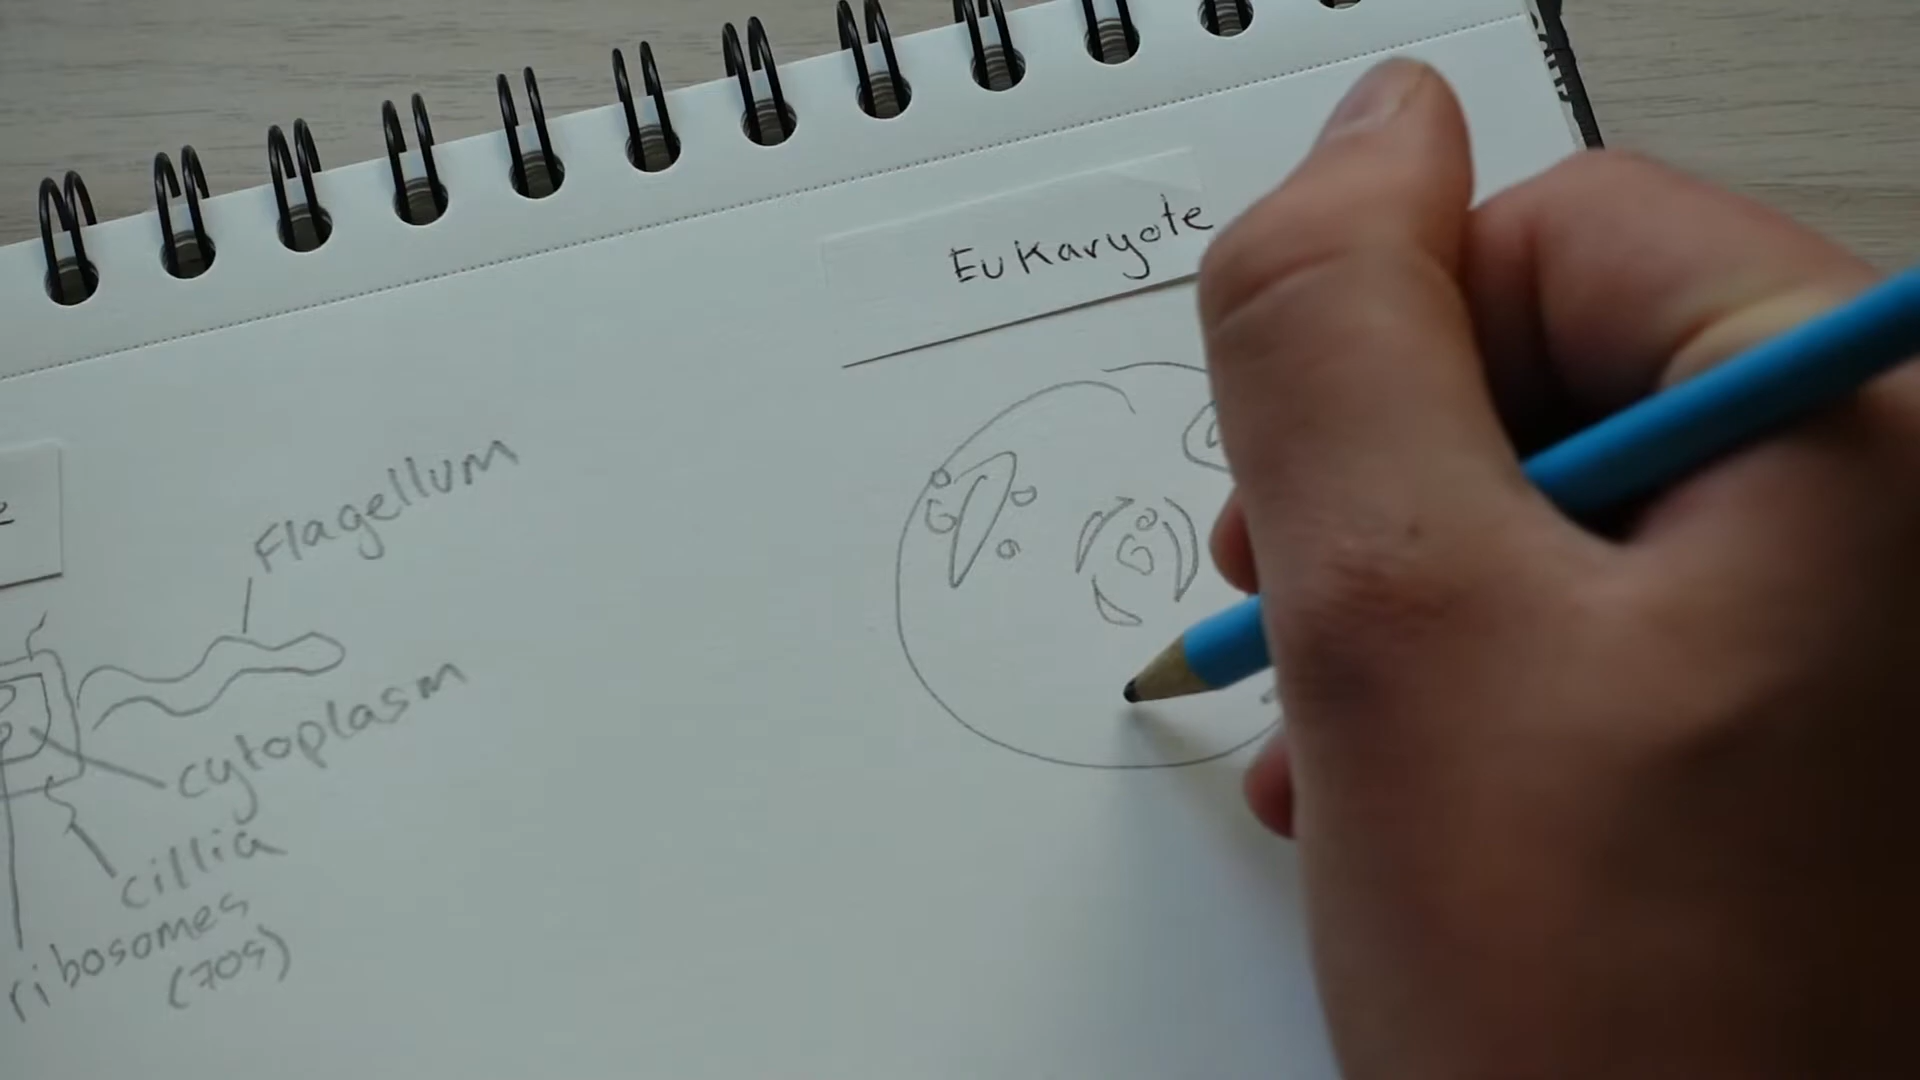 Eukaryote
Flagellum
cytoplasm
cillia
ribosomes
(70s)